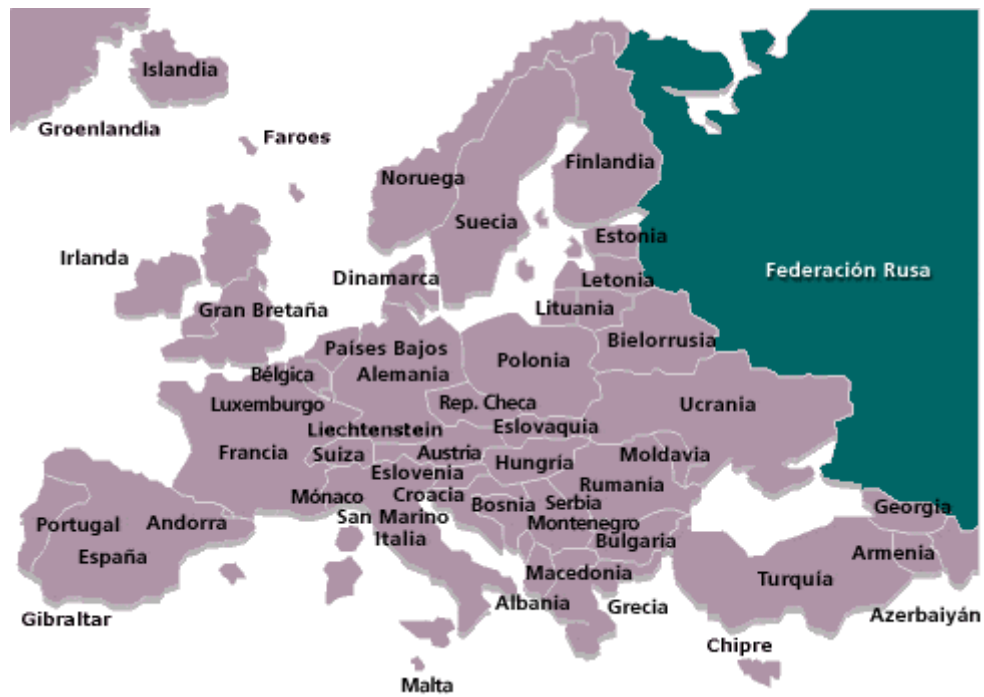 Islandia
Groenlandia
Faroes
Finlandia
Noruega
Suecia
Estonia
Irlanda
Federación Rusa
Dinamarca
Letonia
Gran Bretaña
Lituania
Bielorrusia
Países Bajos
Polonia
Bélgica
Alemania
Luxemburgo
Rep. Checa
Ucrania
Liechtenstein
Eslovaquia
Francia
Suiza
Austria
Moldavia
Hungría
Eslovenia
Rumanía
Mónaco
Croacia
Bosnia
Serbia
Georgia
San Marino
Portugal
Andorra
Montenegro
Italia
Bulgaria
Armenia
España
Macedonia
Turquía
Albania
Grecia
Azerbaiyán
Gibraltar
Chipre
Malta